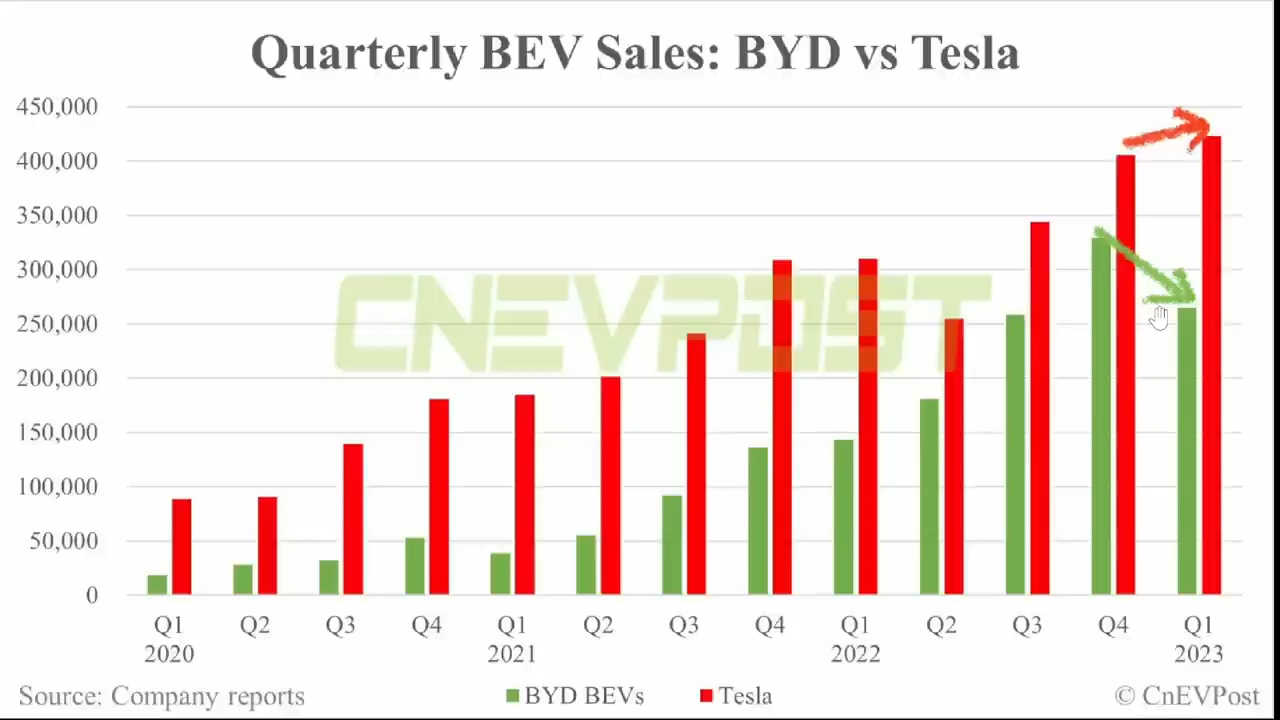 Quarterly BEV Sales: BYD vs Tesla
450,000
400,000
350,000
300,000
250,000
200,000
150,000
100,000
50,000
0
CNEVPOST
Q1 Q2 Q3 Q4 Q1 Q2 Q3 Q4 Q1 Q2 Q3 Q4 Q1
2020 2021 2022 2023
BYD BEVs Tesla
Source: Company reports © CnEVPost